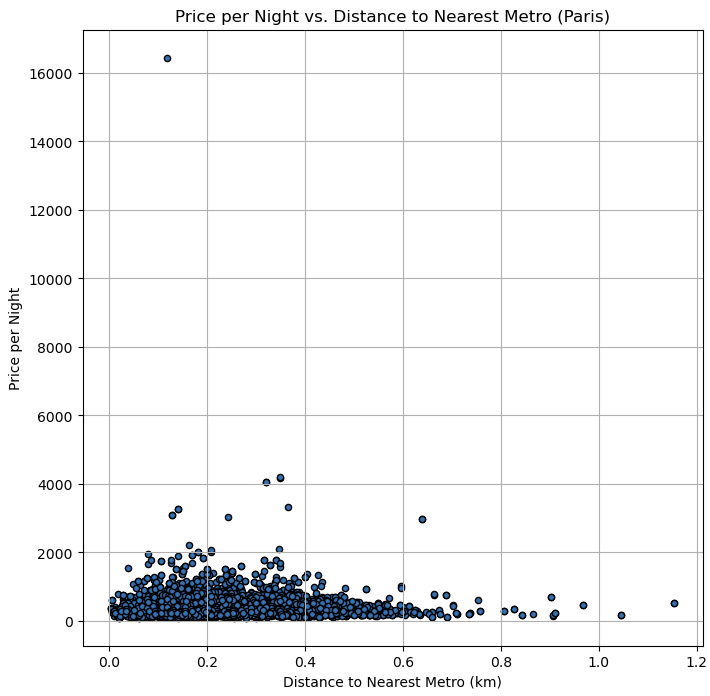 Price per Night vs. Distance to Nearest Metro (Paris)
Price per Night
16000
14000
12000
10000
8000
6000
4000
2000
0
0.0 0.2 0.4 0.6 0.8 1.0 1.2
Distance to Nearest Metro (km)